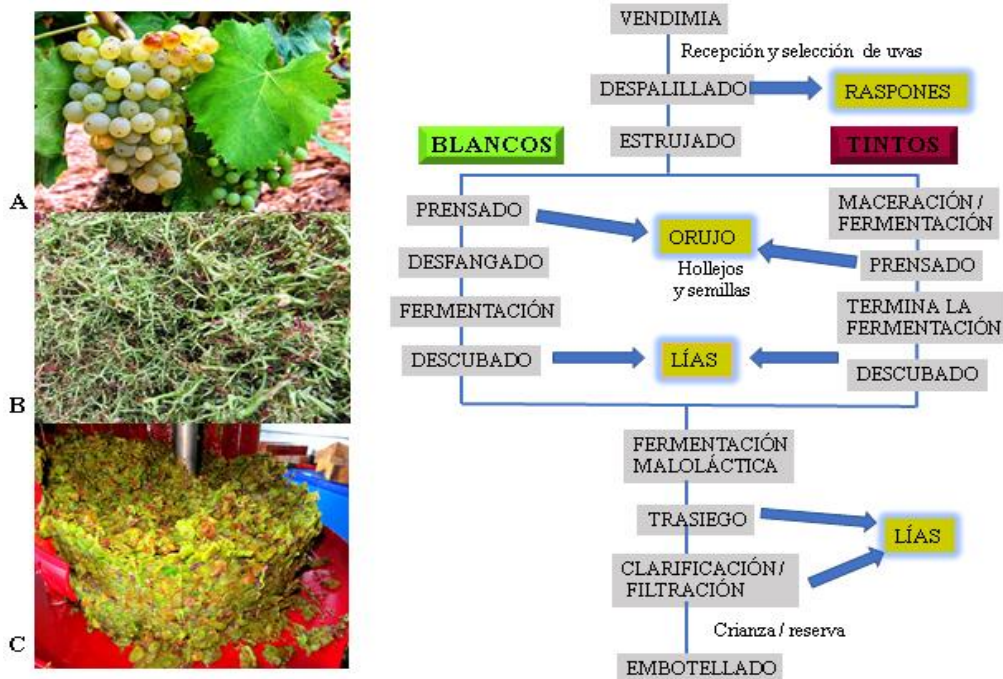 A
B
C
VENDIMIA
Recepción y selección de uvas
DESPALILLADO
RASPONES
BLANCOS
ESTRUJADO
TINTOS
PRENSADO
DESFANGADO
FERMENTACIÓN
DESCUBADO
ORUJO
Hollejos
y semillas
LÍAS
MACERACIÓN /
FERMENTACIÓN
PRENSADO
TERMINA LA
FERMENTACIÓN
DESCUBADO
FERMENTACIÓN
MALOLÁCTICA
TRASIEGO
LÍAS
CLARIFICACIÓN /
FILTRACIÓN
Crianza / reserva
EMBOTELLADO